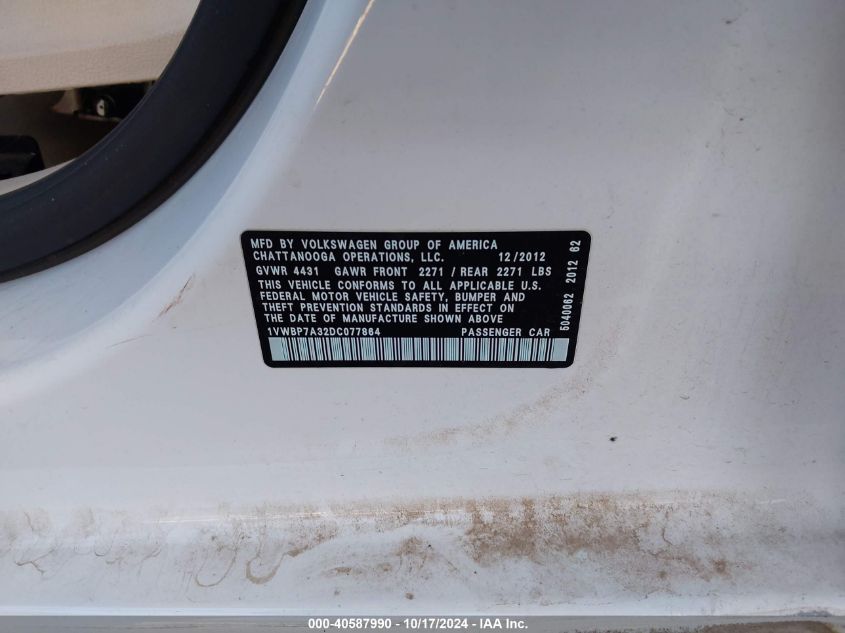 MFD BY VOLKSWAGEN GROUP OF AMERICA
CHATTANOOGA OPERATIONS, LLC. 12/2012
GVWR 4431 GAWR FRONT 2271 / REAR 2271 LBS
THIS VEHICLE CONFORMS TO ALL APPLICABLE U.S.
FEDERAL MOTOR VEHICLE SAFETY, BUMPER AND
THEFT PREVENTION STANDARDS IN EFFECT ON
THE DATE OF MANUFACTURE SHOWN ABOVE
1VWBP7A32DC077864 PASSENGER CAR
5040062 2012 62
000-40587990 - 10/17/2024 - IAA Inc.